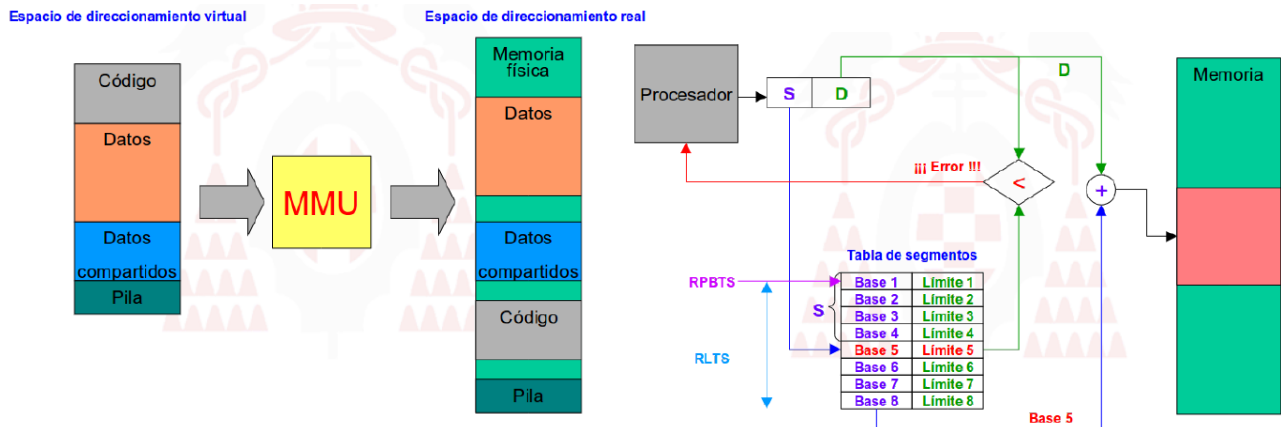 Espacio de direccionamiento virtual
Código
Datos
Datos
compartidos
Pila
MMU
Espacio de direccionamiento real
Memoria
física
Datos
Datos
compartidos
Código
Pila
Procesador
S D
D
Memoria
¡¡¡ Error !!!
<
+
Tabla de segmentos
RPBTS
S
RLTS
Base 1 Límite 1
Base 2 Límite 2
Base 3 Límite 3
Base 4 Límite 4
Base 5 Límite 5
Base 6 Límite 6
Base 7 Límite 7
Base 8 Límite 8
Base 5